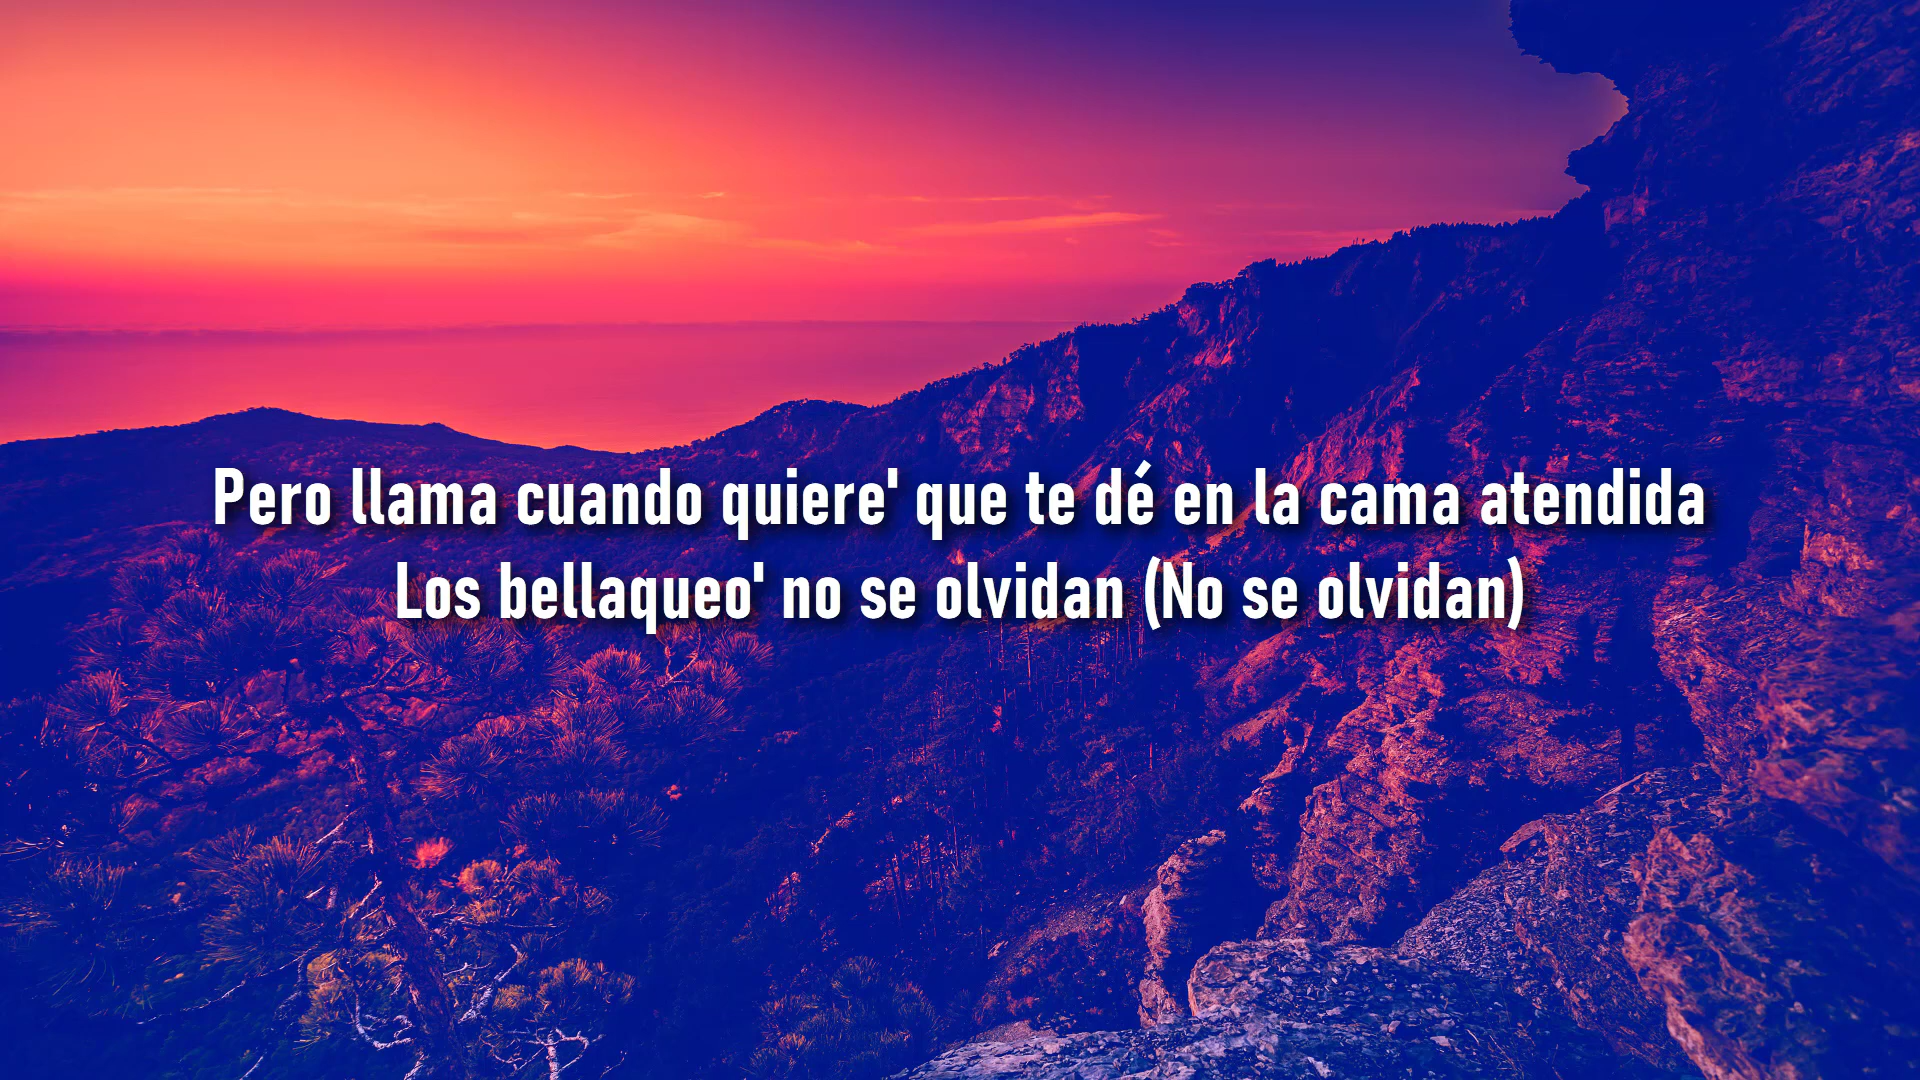 Pero llama cuando quiere' que te dé en la cama atendida
Los bellaqueo' no se olvidan (No se olvidan)